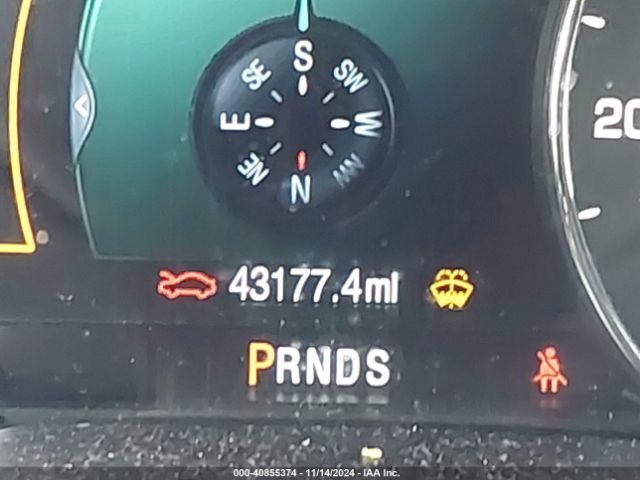 S
SE SW
E W
NE NW
N
20
43177.4mi
PRNDS
000-40855374 - 11/14/2024 - IAA Inc.